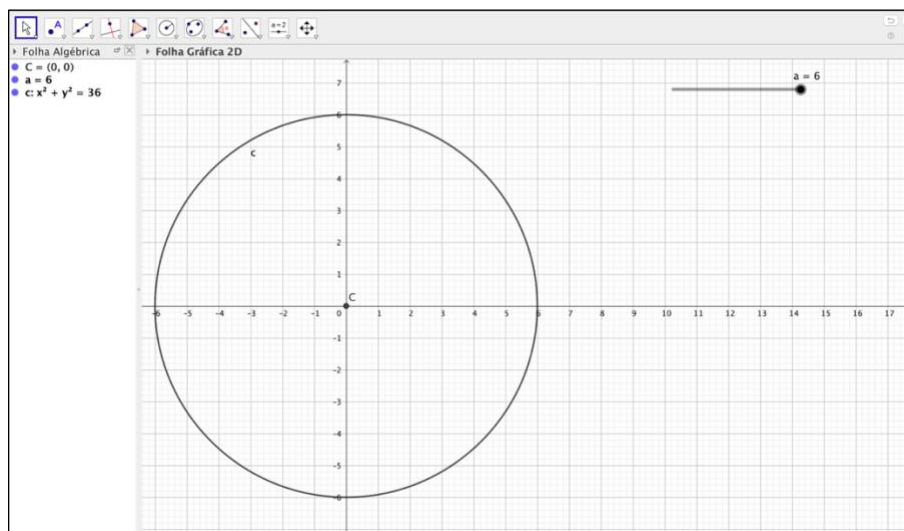 A
a=2
Folha Algébrica
C = (0, 0)
a = 6
c: x² + y² = 36
Folha Gráfica 2D
a = 6
c
C
7
6
5
4
3
2
1
-6 -5 -4 -3 -2 -1 0 1 2 3 4 5 6 7 8 9 10 11 12 13 14 15 16 17
-1
-2
-3
-4
-5
-6